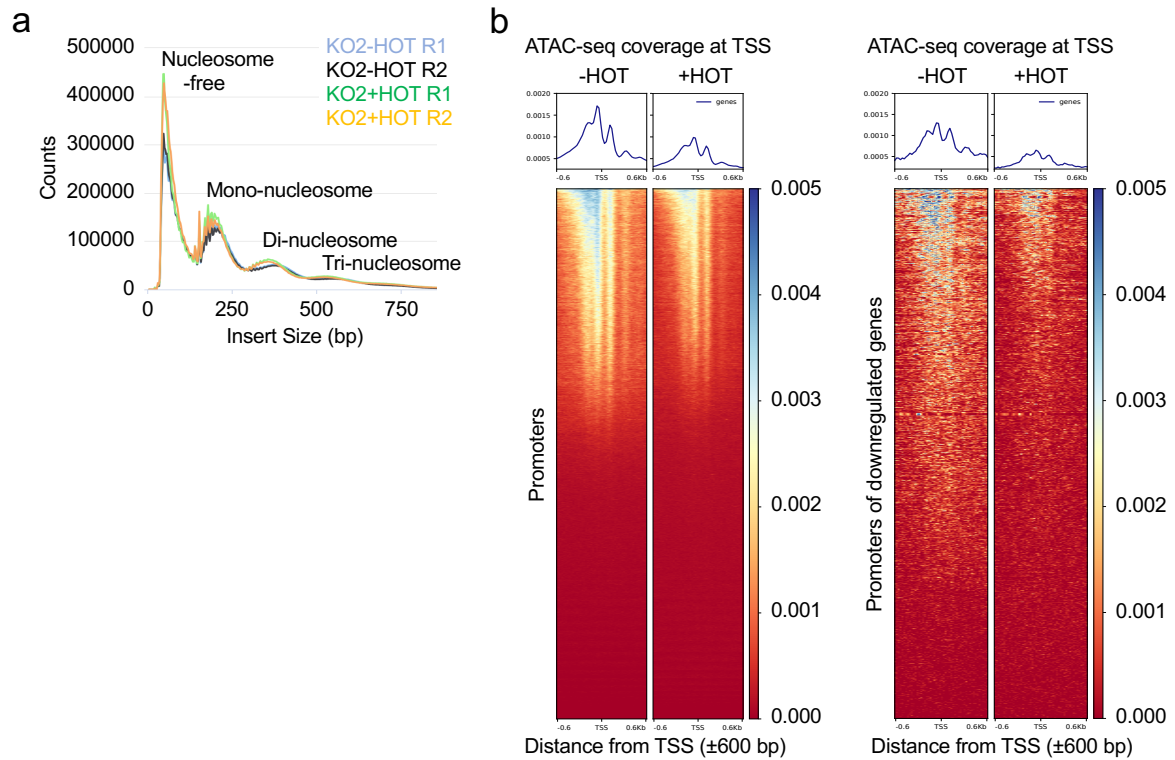 a
500000
400000
300000
200000
100000
0
Counts
Nucleosome
-free
KO2-HOT R1
KO2-HOT R2
KO2+HOT R1
KO2+HOT R2
Mono-nucleosome
Di-nucleosome
Tri-nucleosome
0 250 500 750
Insert Size (bp)
b
ATAC-seq coverage at TSS
-HOT +HOT
0.0020
0.0015
0.0010
0.0005
genes
-0.6 TSS 0.6Kb
-0.6 TSS 0.6Kb
Promoters
0.005
0.004
0.003
0.002
0.001
0.000
-0.6 TSS 0.6Kb
-0.6 TSS 0.6Kb
Distance from TSS (±600 bp)
ATAC-seq coverage at TSS
-HOT +HOT
0.0020
0.0015
0.0010
0.0005
genes
-0.6 TSS 0.6Kb
-0.6 TSS 0.6Kb
Promoters of downregulated genes
0.005
0.004
0.003
0.002
0.001
0.000
-0.6 TSS 0.6Kb
-0.6 TSS 0.6Kb
Distance from TSS (±600 bp)